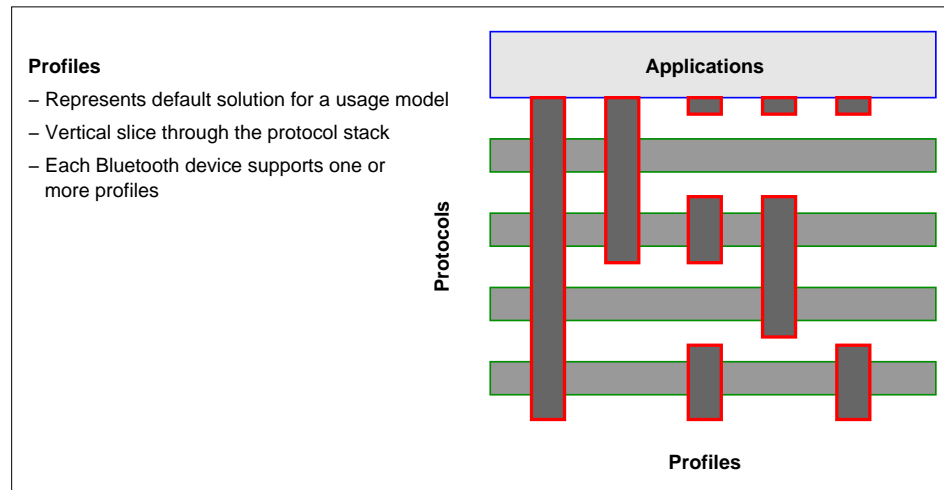 Profiles
– Represents default solution for a usage model
– Vertical slice through the protocol stack
– Each Bluetooth device supports one or
more profiles
Applications
Protocols
Profiles